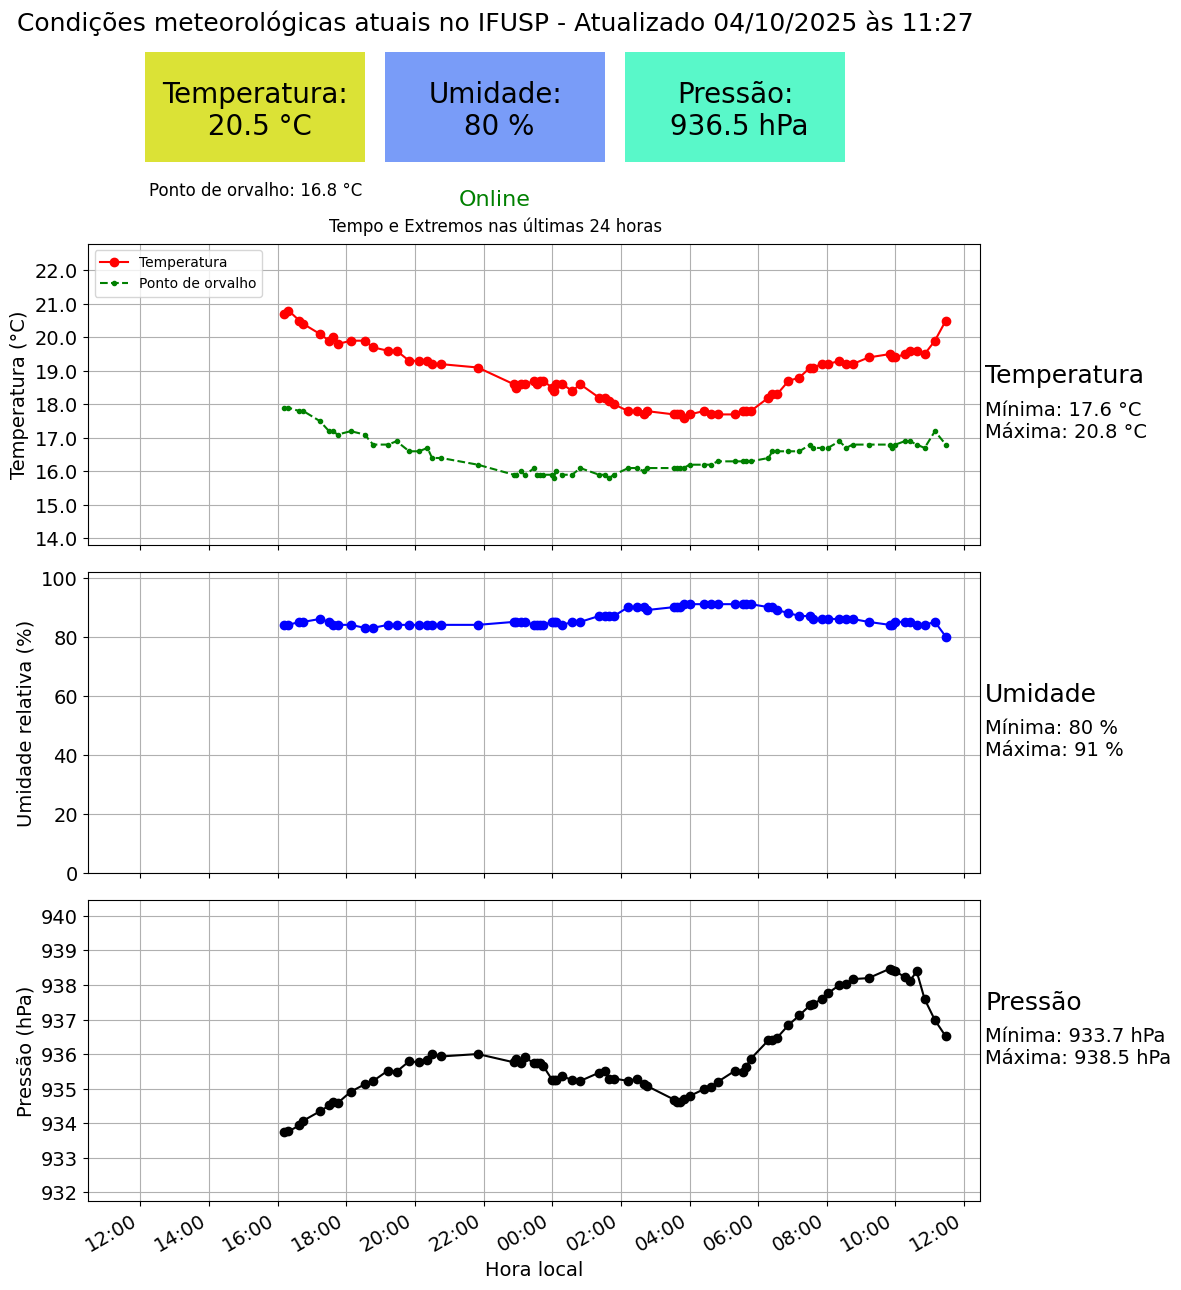 Condições meteorológicas atuais no IFUSP - Atualizado 04/10/2025 às 11:27
Temperatura:
20.5 °C
Umidade:
80 %
Pressão:
936.5 hPa
Ponto de orvalho: 16.8 °C
Online
Tempo e Extremos nas últimas 24 horas
Temperatura
Ponto de orvalho
Temperatura (°C)
22.0
21.0
20.0
19.0
18.0
17.0
16.0
15.0
14.0
Temperatura
Mínima: 17.6 °C
Máxima: 20.8 °C
Umidade relativa (%)
100
80
60
40
20
0
Umidade
Mínima: 80 %
Máxima: 91 %
Pressão (hPa)
940
939
938
937
936
935
934
933
932
Pressão
Mínima: 933.7 hPa
Máxima: 938.5 hPa
12:00
14:00
16:00
18:00
20:00
22:00
00:00
02:00
04:00
06:00
08:00
10:00
12:00
Hora local